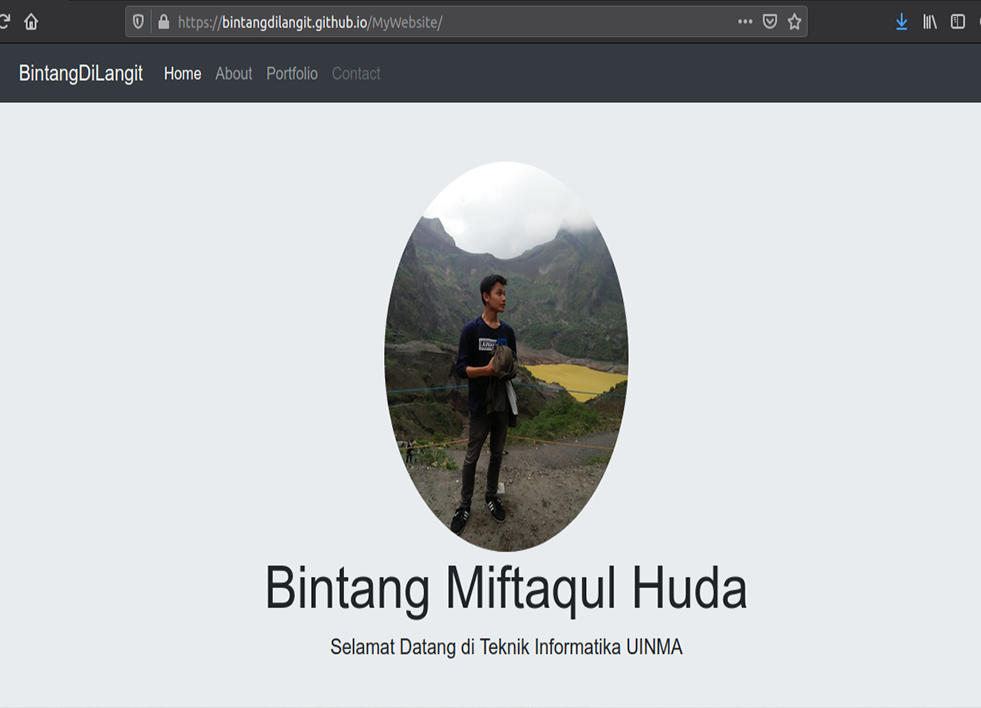 https://bintangdilangit.github.io/MyWebsite/
BintangDiLangit Home About Portfolio Contact
Bintang Miftaqul Huda
Selamat Datang di Teknik Informatika UINMA